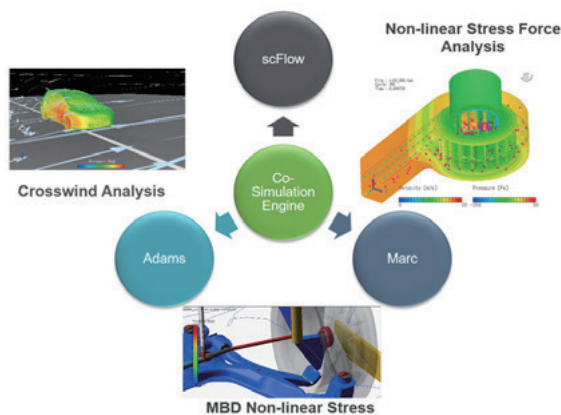 Non-linear Stress Force
Analysis
scFlow
Crosswind Analysis
Velocity [m/s]
Pressure [Pa]
Co-
Simulation
Engine
Adams
Marc
MBD Non-linear Stress